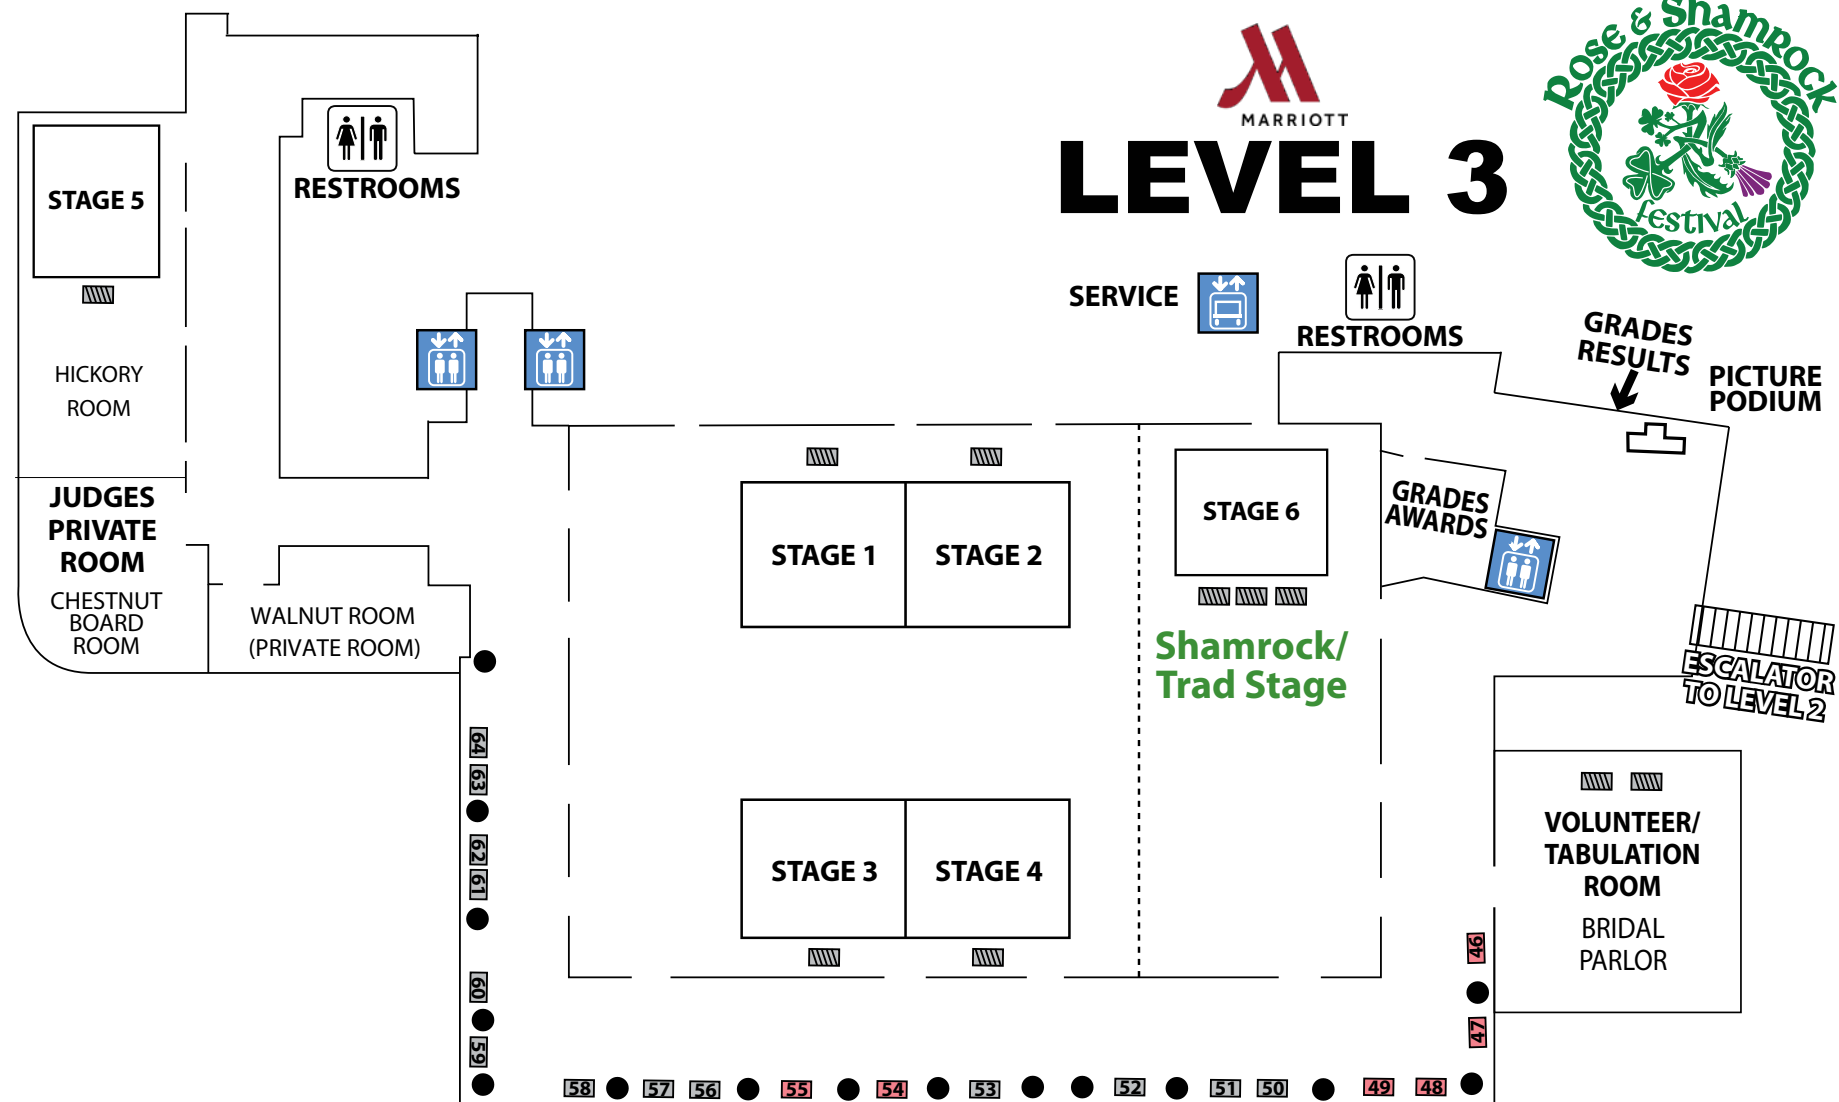 Rose & Shamrock
festival
MARRIOTT
LEVEL 3
RESTROOMS
STAGE 5
HICKORY
ROOM
SERVICE
RESTROOMS
GRADES
RESULTS
PICTURE
PODIUM
JUDGES
PRIVATE
ROOM
CHESTNUT
BOARD
ROOM
WALNUT ROOM
(PRIVATE ROOM)
STAGE 1
STAGE 2
STAGE 6
GRADES
AWARDS
Shamrock/
Trad Stage
ESCALATOR
TO LEVEL 2
STAGE 3
STAGE 4
VOLUNTEER/
TABULATION
ROOM
BRIDAL
PARLOR
64
63
62
61
60
59
58
57
56
55
54
53
52
51
50
49
48
47
46